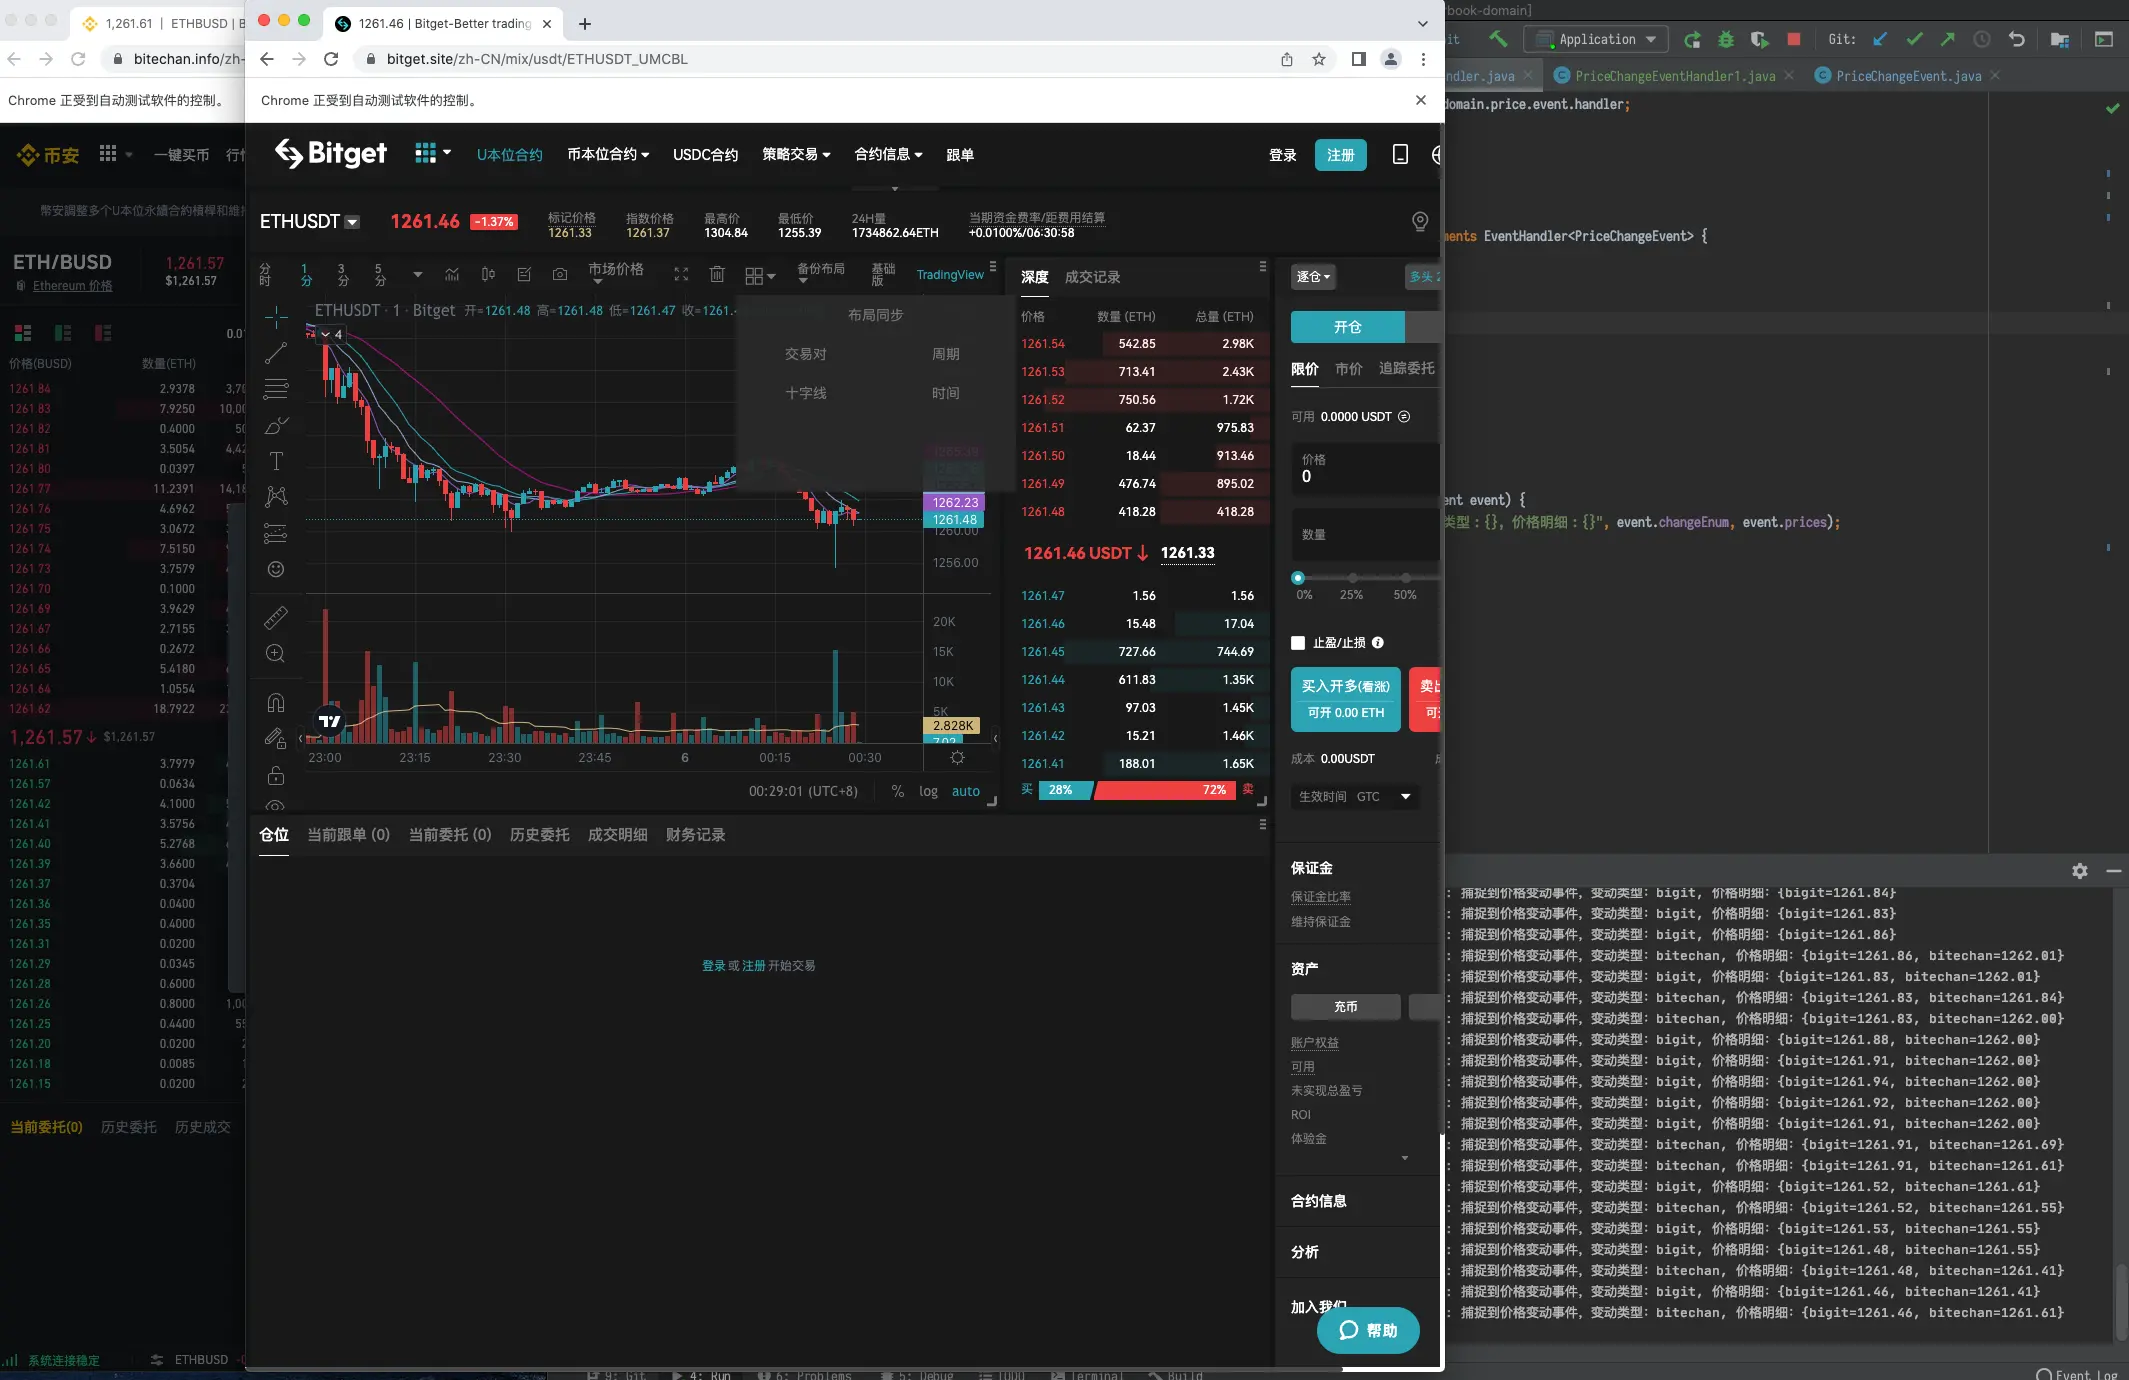 1,261.61 | ETHBUSD | B
bitechan.info/zh-
Chrome 正受到自动测试软件的控制。
币安
一键买币
幣安調整多个U本位永續合約槓桿和維
ETH/BUSD
Ethereum 价格
1,261.57
$1,261.57
0.01
价格(BUSD) 数量(ETH)
1261.84 2.9378 3,70
1261.83 7.9250 10,00
1261.82 0.4000 50
1261.81 3.5054 4,42
1261.80 0.0397
1261.77 11.2391 14,18
1261.76 4.6962
1261.75 3.0672
1261.74 7.5150
1261.73 3.7579
1261.70 0.1000
1261.69 3.9629
1261.67 2.7155
1261.66 0.2672
1261.65 5.4180
1261.64 1.0554
1261.62 18.7922
1,261.57↓ $1,261.57
1261.61 3.7979
1261.57 0.0634
1261.42 4.1000
1261.41 3.5756
1261.40 5.2768
1261.39 3.6600
1261.37 0.3704
1261.36 0.0400
1261.35 0.4000
1261.31 0.0200
1261.29 0.0345
1261.28 0.6000
1261.26 0.8000 1,00
1261.25 0.4400 55
1261.20 0.0200
1261.18 0.0085
1261.15 0.0200
当前委托(0) 历史委托 历史成交
系统连接稳定 ETHBUSD
1261.46 | Bitget-Better trading
bitget.site/zh-CN/mix/usdt/ETHUSDT_UMCBL
Chrome 正受到自动测试软件的控制。
Bitget
U本位合约 币本位合约 USDC合约 策略交易 合约信息 跟单
登录 注册
ETHUSDT 1261.46 -1.37%
标记价格 指数价格 最高价 最低价 24H量 当期资金费率/距费用结算
1261.33 1261.37 1304.84 1255.39 1734862.64ETH +0.0100%/06:30:58
分时 1分 3分 5分 市场价格 备份布局 基础版 TradingView
ETHUSDT · 1 · Bitget 开=1261.48 高=1261.48 低=1261.47 收=1261.4
4
布局同步
交易对 周期
十字线 时间
1262.23
1261.48
1260.00
1256.00
20K
15K
10K
5K
2.828K
7.02
23:00 23:15 23:30 23:45 6 00:15 00:30
00:29:01 (UTC+8) % log auto
深度 成交记录
价格 数量 (ETH) 总量 (ETH)
1261.54 542.85 2.98K
1261.53 713.41 2.43K
1261.52 750.56 1.72K
1261.51 62.37 975.83
1261.50 18.44 913.46
1261.49 476.74 895.02
1261.48 418.28 418.28
1261.46 USDT↓ 1261.33
1261.47 1.56 1.56
1261.46 15.48 17.04
1261.45 727.66 744.69
1261.44 611.83 1.35K
1261.43 97.03 1.45K
1261.42 15.21 1.46K
1261.41 188.01 1.65K
买 28% 72% 卖
逐仓 多头 2
开仓
限价 市价 追踪委托
可用 0.0000 USDT
价格
0
数量
0% 25% 50%
止盈/止损
买入开多(看涨)
可开 0.00 ETH
成本 0.00USDT
生效时间 GTC
保证金
保证金比率
维持保证金
资产
充币
账户权益
可用
未实现总盈亏
ROI
体验金
合约信息
分析
加入我们
帮助
仓位 当前跟单 (0) 当前委托 (0) 历史委托 成交明细 财务记录
登录 或 注册 开始交易
book-domain]
Application Git:
ndler.java PriceChangeEventHandler1.java PriceChangeEvent.java
domain.price.event.handler;
ments EventHandler<PriceChangeEvent> {
ent event) {
类型：{}, 价格明细：{}", event.changeEnum, event.prices);
: 捕捉到价格变动事件, 变动类型: bigit, 价格明细: {bigit=1261.84}
: 捕捉到价格变动事件, 变动类型: bigit, 价格明细: {bigit=1261.83}
: 捕捉到价格变动事件, 变动类型: bigit, 价格明细: {bigit=1261.86}
: 捕捉到价格变动事件, 变动类型: bitechan, 价格明细: {bigit=1261.86, bitechan=1262.01}
: 捕捉到价格变动事件, 变动类型: bigit, 价格明细: {bigit=1261.83, bitechan=1262.01}
: 捕捉到价格变动事件, 变动类型: bitechan, 价格明细: {bigit=1261.83, bitechan=1261.84}
: 捕捉到价格变动事件, 变动类型: bitechan, 价格明细: {bigit=1261.83, bitechan=1262.00}
: 捕捉到价格变动事件, 变动类型: bigit, 价格明细: {bigit=1261.88, bitechan=1262.00}
: 捕捉到价格变动事件, 变动类型: bigit, 价格明细: {bigit=1261.91, bitechan=1262.00}
: 捕捉到价格变动事件, 变动类型: bigit, 价格明细: {bigit=1261.94, bitechan=1262.00}
: 捕捉到价格变动事件, 变动类型: bigit, 价格明细: {bigit=1261.92, bitechan=1262.00}
: 捕捉到价格变动事件, 变动类型: bigit, 价格明细: {bigit=1261.91, bitechan=1262.00}
: 捕捉到价格变动事件, 变动类型: bitechan, 价格明细: {bigit=1261.91, bitechan=1261.69}
: 捕捉到价格变动事件, 变动类型: bitechan, 价格明细: {bigit=1261.91, bitechan=1261.61}
: 捕捉到价格变动事件, 变动类型: bigit, 价格明细: {bigit=1261.52, bitechan=1261.61}
: 捕捉到价格变动事件, 变动类型: bitechan, 价格明细: {bigit=1261.52, bitechan=1261.55}
: 捕捉到价格变动事件, 变动类型: bigit, 价格明细: {bigit=1261.53, bitechan=1261.55}
: 捕捉到价格变动事件, 变动类型: bigit, 价格明细: {bigit=1261.48, bitechan=1261.55}
: 捕捉到价格变动事件, 变动类型: bitechan, 价格明细: {bigit=1261.48, bitechan=1261.41}
: 捕捉到价格变动事件, 变动类型: bigit, 价格明细: {bigit=1261.46, bitechan=1261.41}
: 捕捉到价格变动事件, 变动类型: bitechan, 价格明细: {bigit=1261.46, bitechan=1261.61}
9: Git 4: Run 6: Problems 5: Debug TODO Terminal Build Event Log